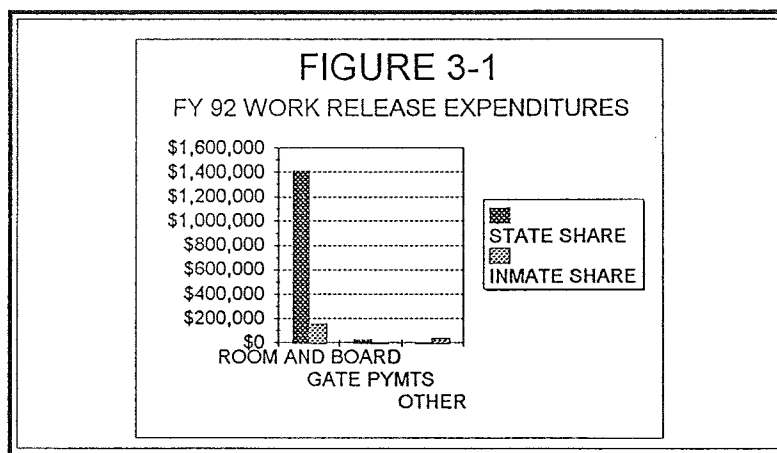 FIGURE 3-1
FY 92 WORK RELEASE EXPENDITURES
$1,600,000
$1,400,000
$1,200,000
$1,000,000
$800,000
$600,000
$400,000
$200,000
$0
ROOM AND BOARD
GATE PYMTS
OTHER
STATE SHARE
INMATE SHARE